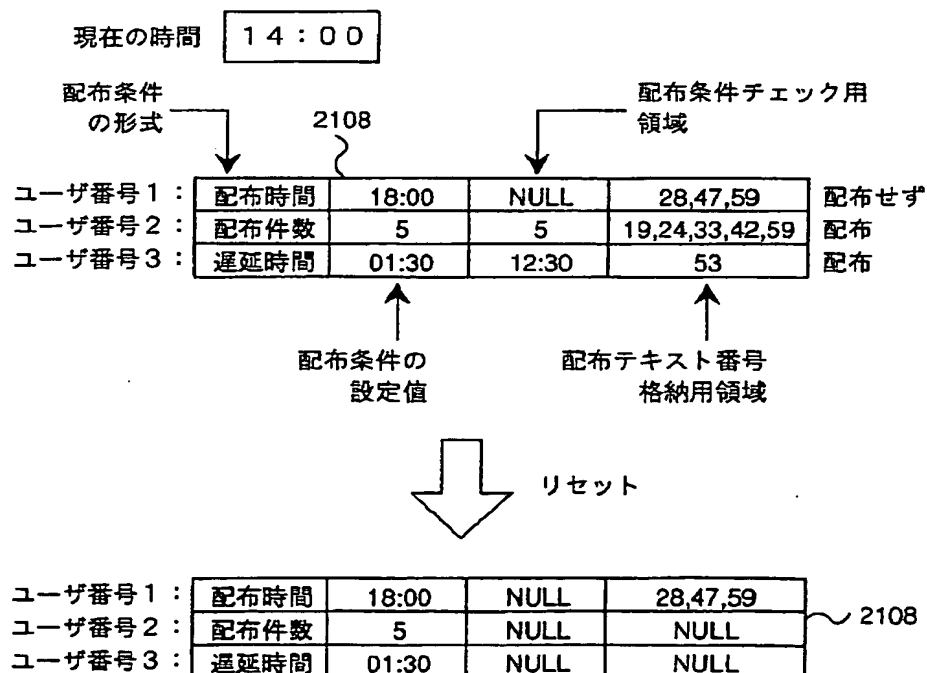 現在の時間 14:00
配布条件
の形式
2108
配布条件チェック用
領域
ユーザ番号1: 配布時間 18:00 NULL 28,47,59 配布せず
ユーザ番号2: 配布件数 5 5 19,24,33,42,59 配布
ユーザ番号3: 遅延時間 01:30 12:30 53 配布
配布条件の
設定値
配布テキスト番号
格納用領域
リセット
ユーザ番号1: 配布時間 18:00 NULL 28,47,59
ユーザ番号2: 配布件数 5 NULL NULL
2108
ユーザ番号3: 遅延時間 01:30 NULL NULL